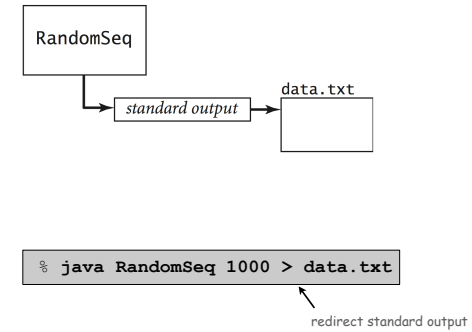 RandomSeq
data.txt
standard output
% java RandomSeq 1000 > data.txt
redirect standard output